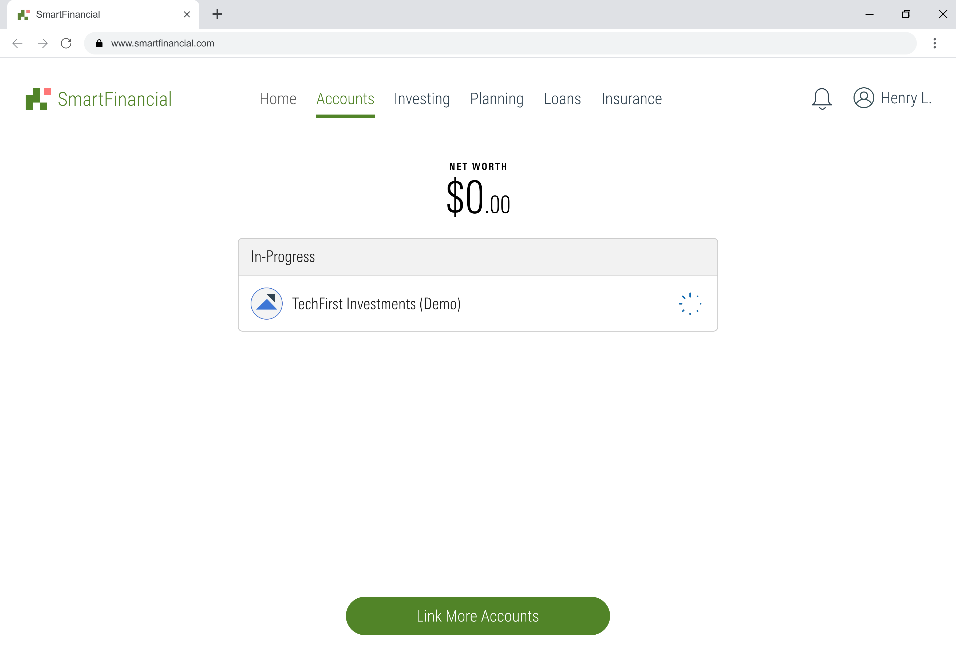 SmartFinancial
www.smartfinancial.com
SmartFinancial
Home Accounts Investing Planning Loans Insurance
Henry L.
NET WORTH
$0.00
In-Progress
TechFirst Investments (Demo)
Link More Accounts